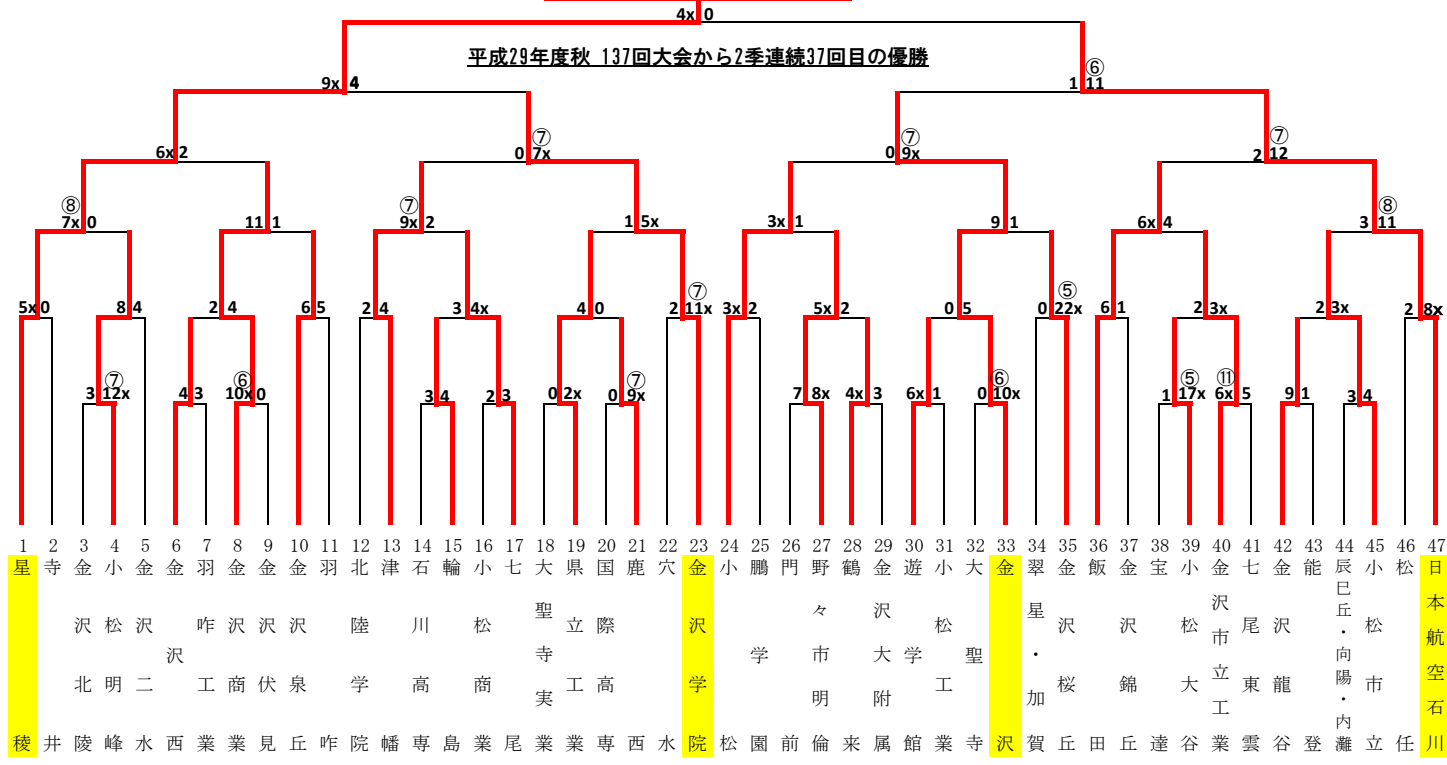 4x 0
平成29年度秋 137回大会から2季連続37回目の優勝
9x 4
⑥
1 11
6x 2
⑦
0 7x
⑦
0 9x
⑦
2 12
⑧
7x 0
11 1
⑦
9x 2
1 5x
3x 1
9 1
6x 4
⑧
3 11
5x 0
8 4
2 4
6 5
2 4
3 4x
4 0
⑦
2 11x
3x 2
5x 2
0 5
⑤
0 22x
6 1
2 3x
2 3x
2 8x
⑦
3 12x
4 3
⑥
10x 0
3 4
2 3
0 2x
⑦
0 9x
7 8x
4x 3
6x 1
⑥
0 10x
⑤
1 17x
⑪
6x 5
9 1
3 4
1 星稜
2 寺井
3 金沢北陵
4 小松明峰
5 金沢二水
6 金沢西
7 羽咋工業
8 金沢商業
9 金沢伏見
10 金沢泉丘
11 羽咋
12 北陸学院
13 津幡
14 石川高専
15 輪島
16 小松商業
17 七尾
18 大聖寺実業
19 県立工業
20 国際高専
21 鹿西
22 穴水
23 金沢学院
24 小松
25 鵬学園
26 門前
27 野々市明倫
28 鶴来
29 金沢大附属
30 遊学館
31 小松工業
32 大聖寺
33 金沢
34 翠星・加賀
35 金沢桜丘
36 飯田
37 金沢錦丘
38 宝達
39 小松大谷
40 金沢市立工業
41 七尾東雲
42 金沢龍谷
43 能登
44 辰巳丘・向陽・内灘
45 小松市立
46 松任
47 日本航空石川